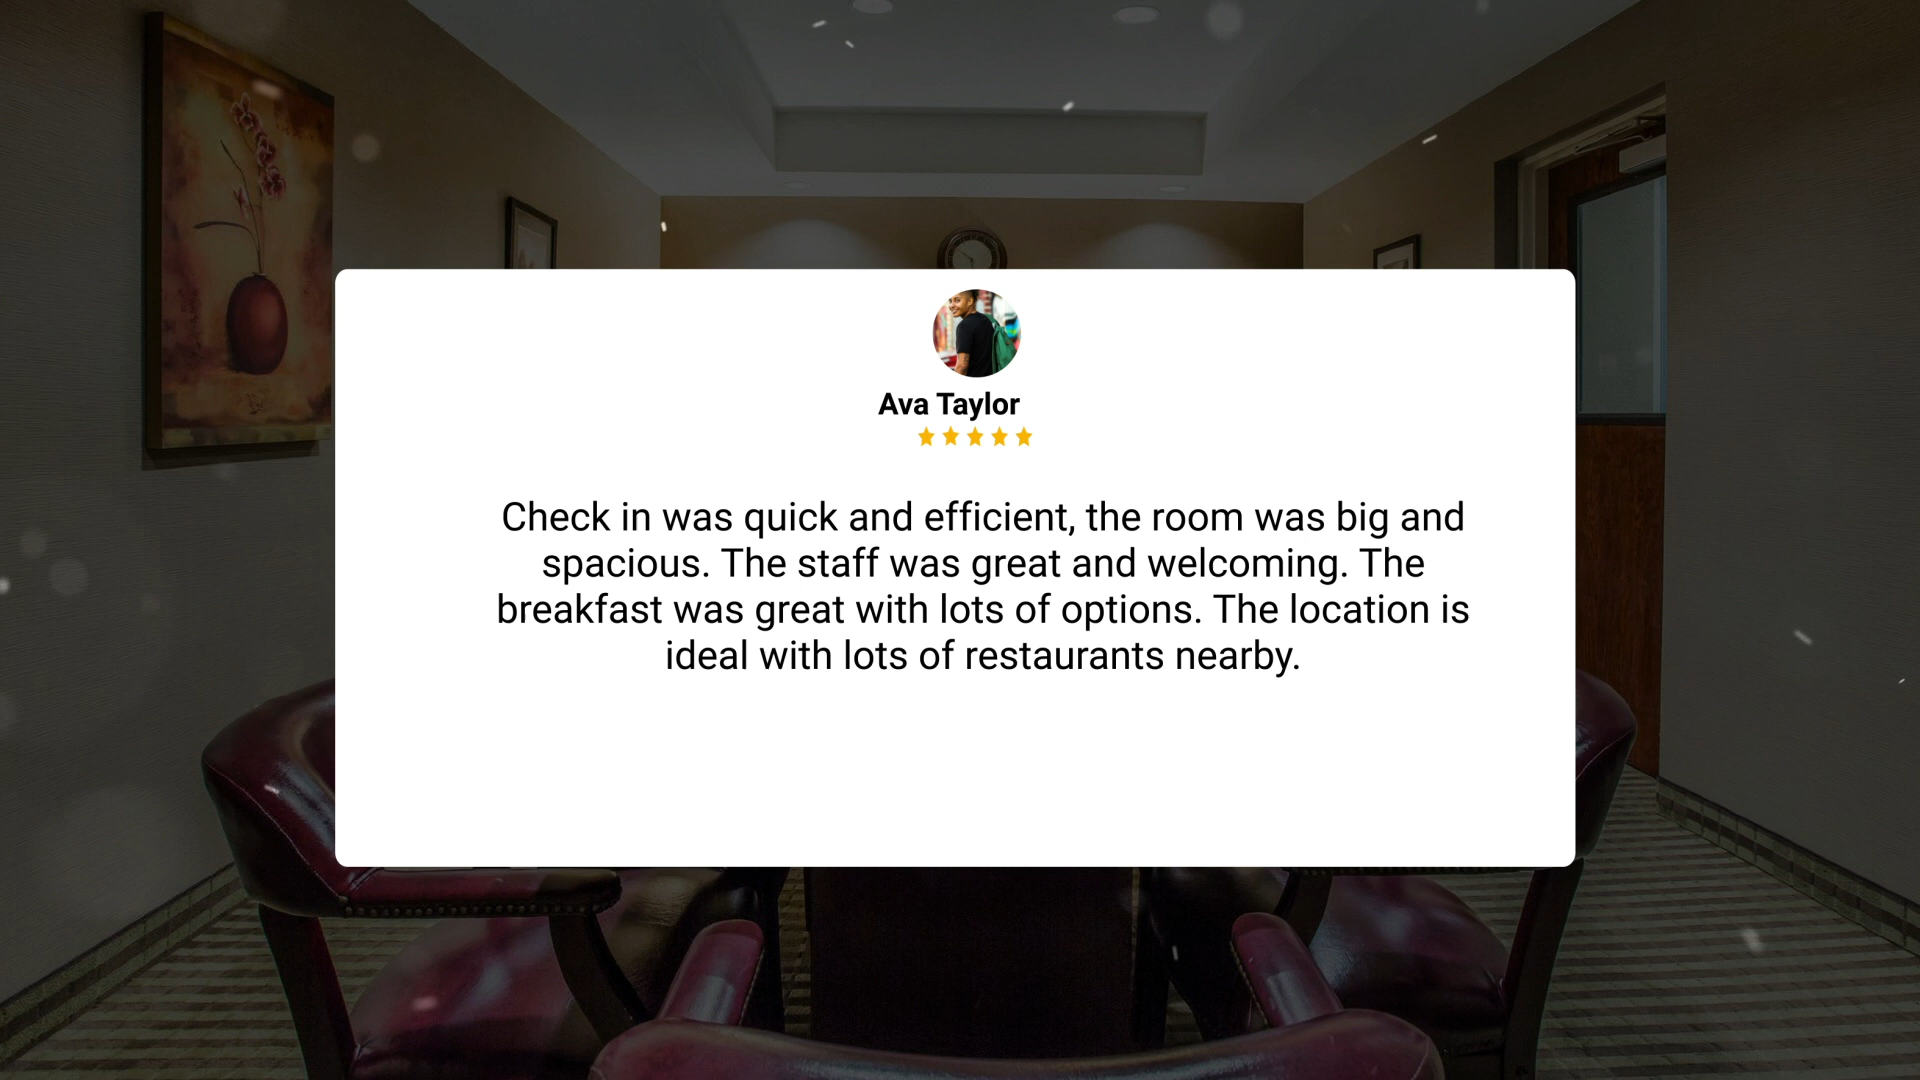 Ava Taylor
Check in was quick and efficient, the room was big and
spacious. The staff was great and welcoming. The
breakfast was great with lots of options. The location is
ideal with lots of restaurants nearby.